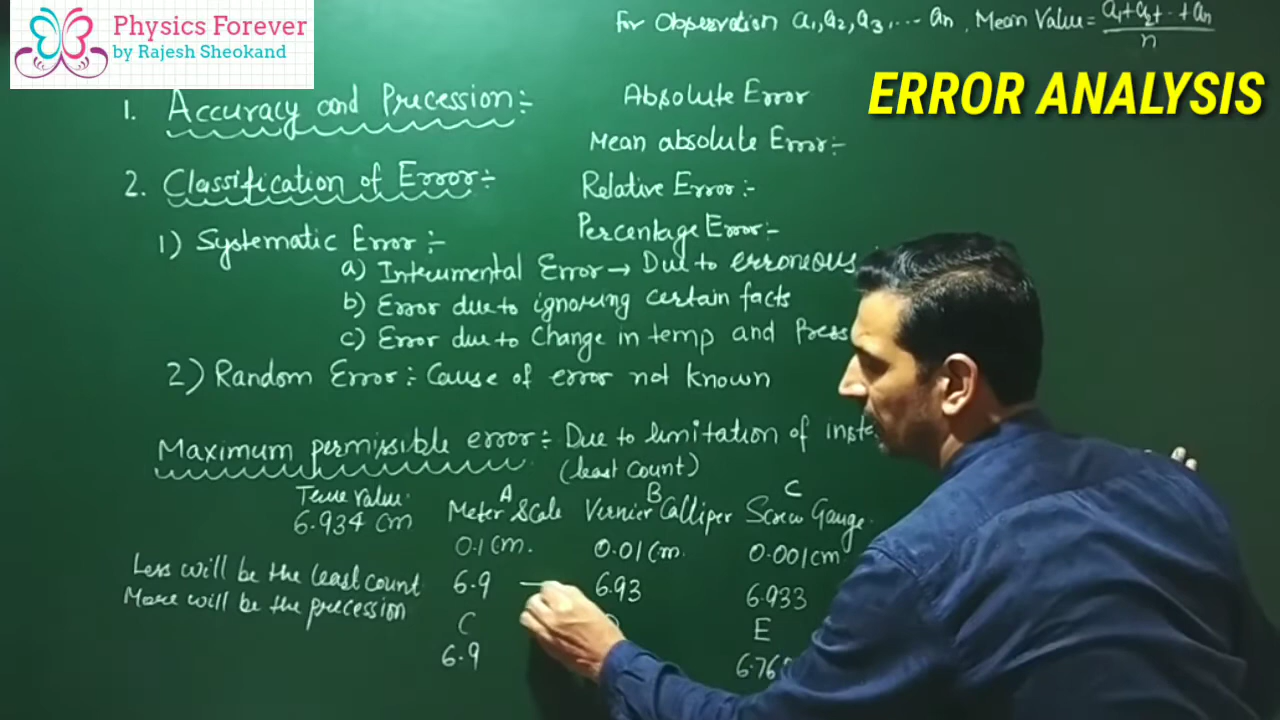 Physics Forever
by Rajesh Sheokand
For Observation a1, a2, a3, ... an, Mean Value = a1+a2+..+an / n
ERROR ANALYSIS
1. Accuracy and Precession:-
Absolute Error
Mean absolute Error:-
2. Classification of Error:-
Relative Error:-
Percentage Error:-
1) Systematic Error:-
a) Intrumental Error → Due to erroneous
b) Error due to ignoring certain facts
c) Error due to Change in temp and Press
2) Random Error:- Cause of error not known
Maximum permissible error:- Due to limitation of inst
(least count)
True Value A B C
6.934 cm Meter Scale Vernier Calliper Screw Gauge
0.1 cm. 0.01 cm. 0.001 cm
Less will be the least count 6.9 — 6.93 6.933
More will be the precession
C E
6.9 6.76